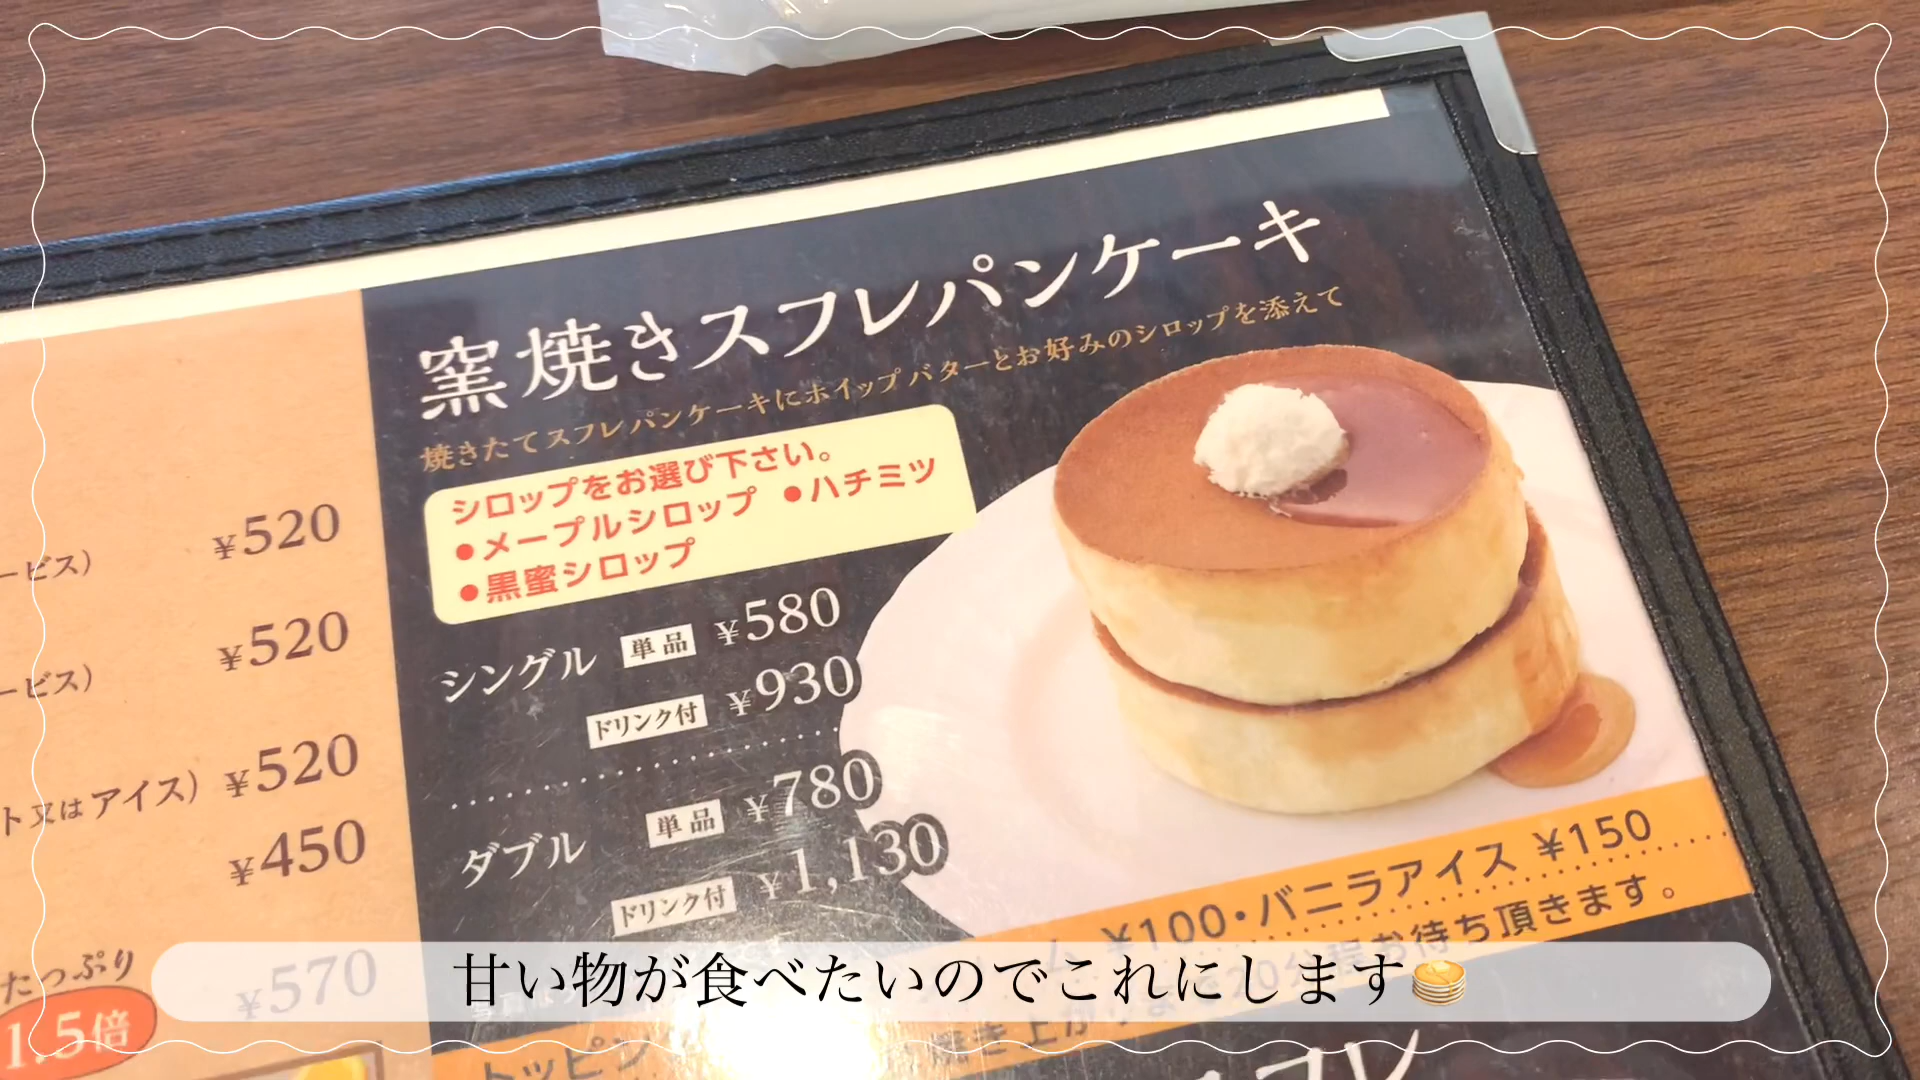 窯焼きスフレパンケーキ
焼きたてスフレパンケーキにホイップバターとお好みのシロップを添えて
シロップをお選び下さい。
●メープルシロップ ●ハチミツ
●黒蜜シロップ
シングル 単品 ¥580
ドリンク付 ¥930
ダブル 単品 ¥780
ドリンク付 ¥1,130
¥100・バニラアイス ¥150
お待ち頂きます。
ービス) ¥520
ービス) ¥520
ト又はアイス) ¥520
¥450
たっぷり ¥570
1.5倍
甘い物が食べたいのでこれにします🥞
トッピン
スフレ